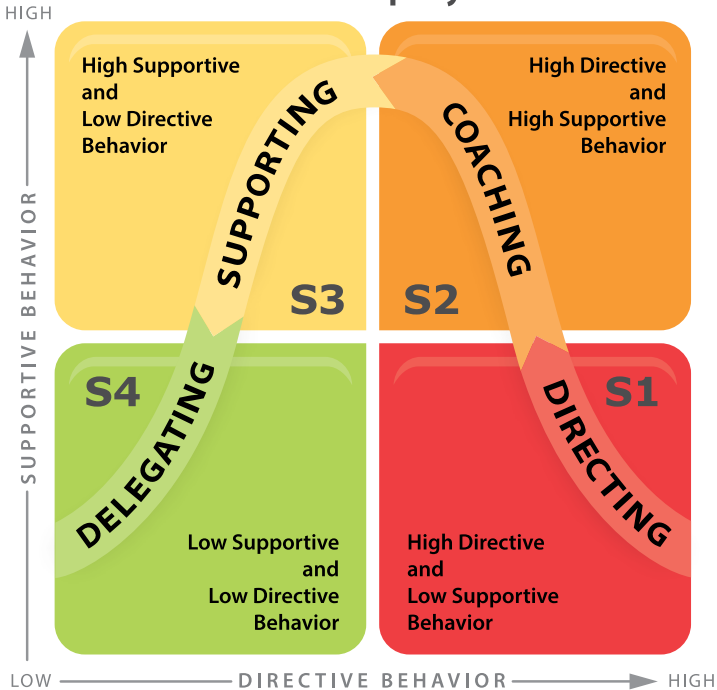 HIGH
High Supportive
and
Low Directive
Behavior
High Directive
and
High Supportive
Behavior
SUPPORTING
COACHING
S3
S2
SUPPORTIVE BEHAVIOR
S4
S1
DELEGATING
DIRECTING
Low Supportive
and
Low Directive
Behavior
High Directive
and
Low Supportive
Behavior
LOW
DIRECTIVE BEHAVIOR
HIGH